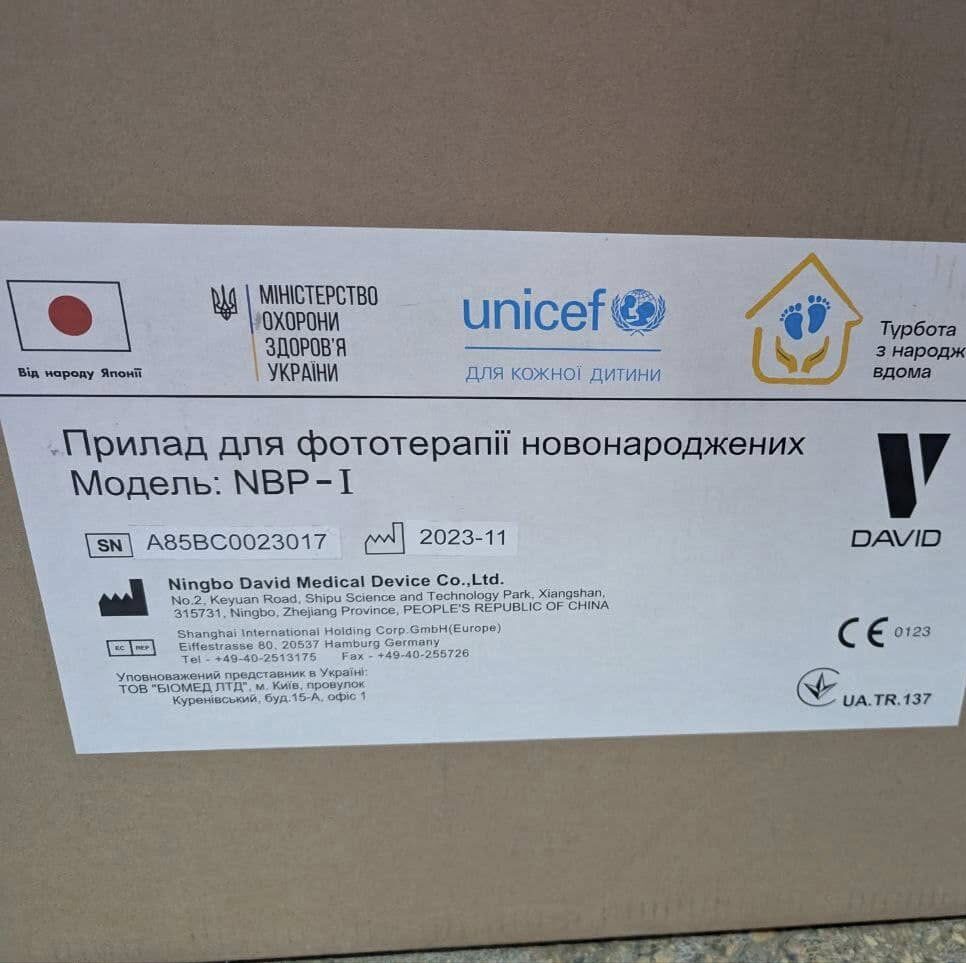 Від народу Японії
МІНІСТЕРСТВО
ОХОРОНИ
ЗДОРОВ'Я
УКРАЇНИ
unicef
ДЛЯ КОЖНОЇ ДИТИНИ
Турбота
з народж
вдома
Прилад для фототерапії новонароджених
Модель: NBP-I
DAVID
SN A85BC0023017 2023-11
Ningbo David Medical Device Co.,Ltd.
No.2, Keyuan Road, Shipu Science and Technology Park, Xiangshan,
315731, Ningbo, Zhejiang Province, PEOPLE'S REPUBLIC OF CHINA
EC REP
Shanghai International Holding Corp.GmbH(Europe)
Eiffestrasse 80, 20537 Hamburg Germany
Tel - +49-40-2513175 Fax - +49-40-255726
CE 0123
Уповноважений представник в Україні:
ТОВ "БІОМЕД ЛТД", м. Київ, провулок
Куренівський, буд.15-А, офіс 1
UA.TR.137